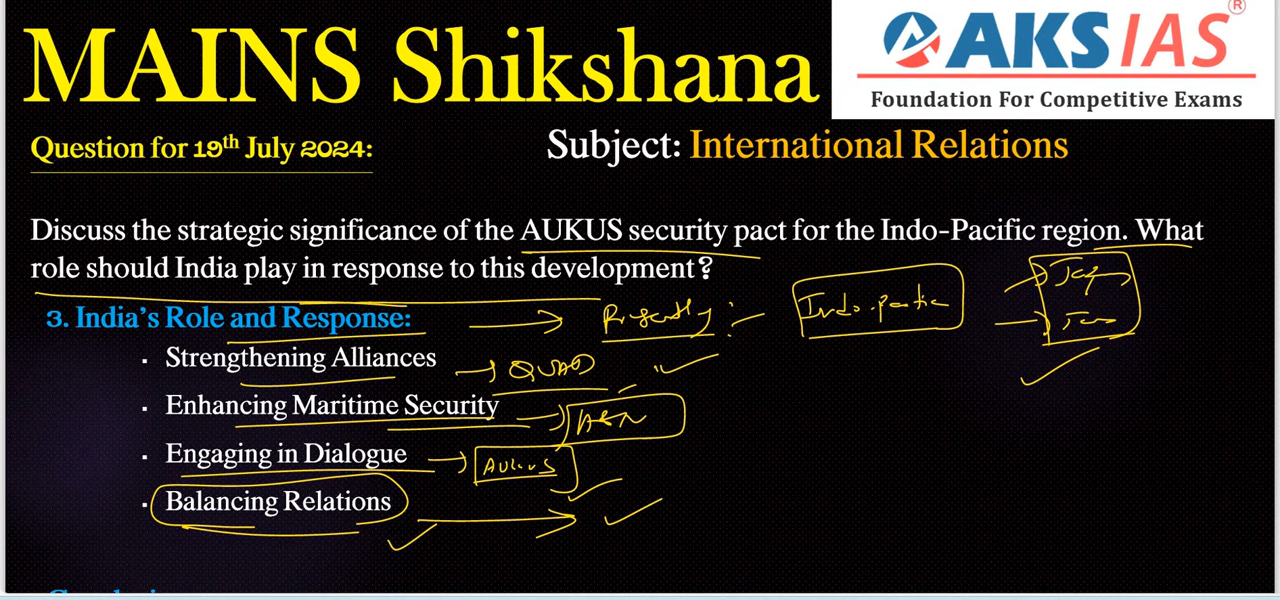 MAINS Shikshana
AKS IAS®
Foundation For Competitive Exams
Question for 19th July 2024:
Subject: International Relations
Discuss the strategic significance of the AUKUS security pact for the Indo-Pacific region. What
role should India play in response to this development?
3. India's Role and Response:
· Strengthening Alliances
QUAD
· Enhancing Maritime Security
· Engaging in Dialogue
AUKUS
· Balancing Relations